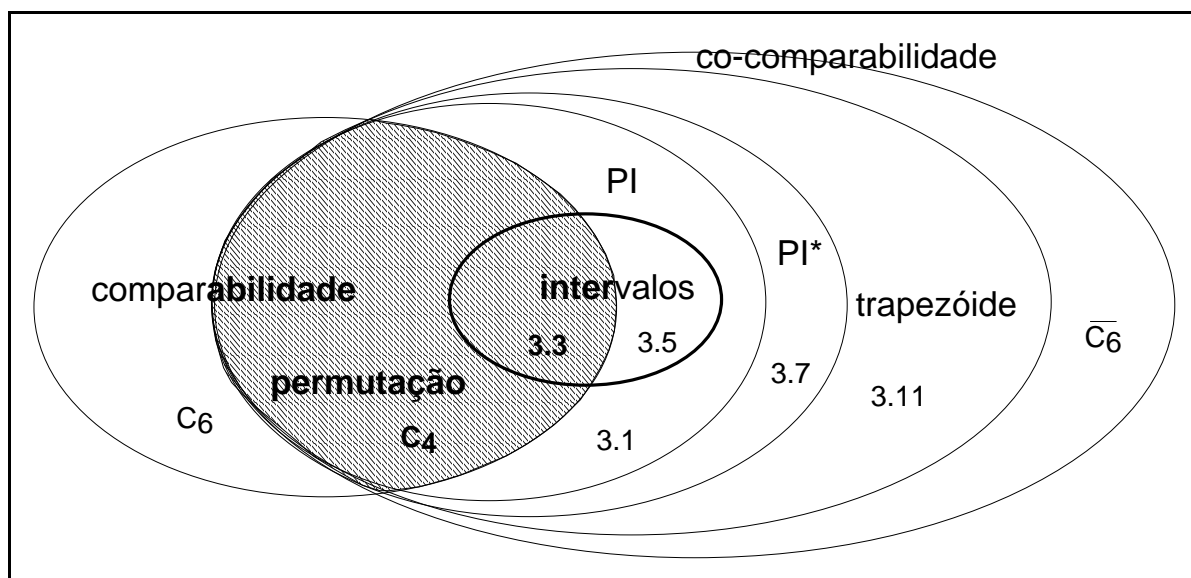 co-comparabilidade
PI
PI*
comparabilidade
intervalos
trapezóide
3.3
3.5
C6
3.7
permutação
3.11
C6
C4
3.1